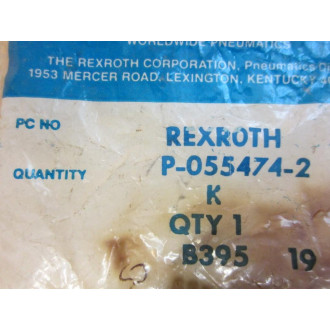 WORLDWIDE PNEUMATICS
THE REXROTH CORPORATION, Pneumatics Di
1953 MERCER ROAD, LEXINGTON, KENTUCKY
PC NO REXROTH
QUANTITY P-055474-2
K
QTY 1
B395 19